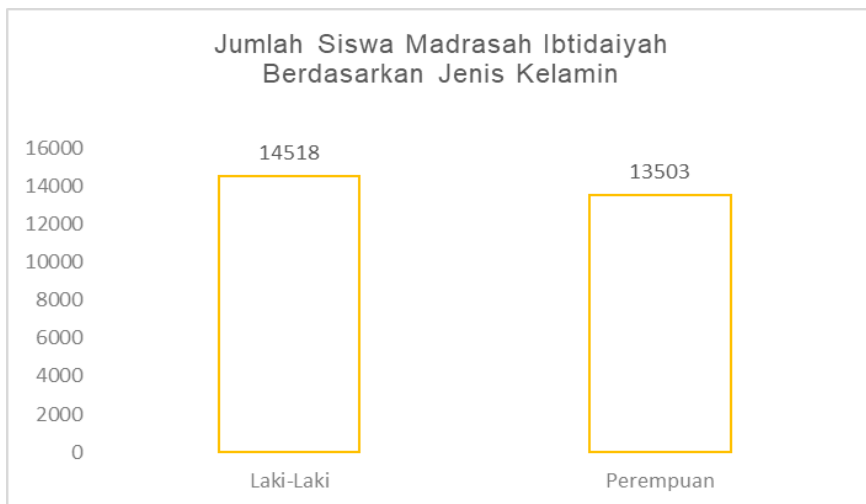 Jumlah Siswa Madrasah Ibtidaiyah
Berdasarkan Jenis Kelamin
16000
14000
12000
10000
8000
6000
4000
2000
0
14518
13503
Laki-Laki
Perempuan